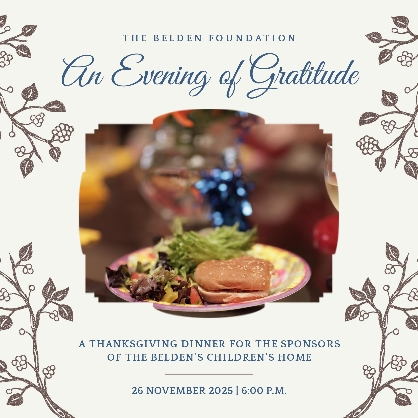 THE BELDEN FOUNDATION
An Evening of Gratitude
A THANKSGIVING DINNER FOR THE SPONSORS
OF THE BELDEN'S CHILDREN'S HOME
26 NOVEMBER 2025 | 6:00 P.M.